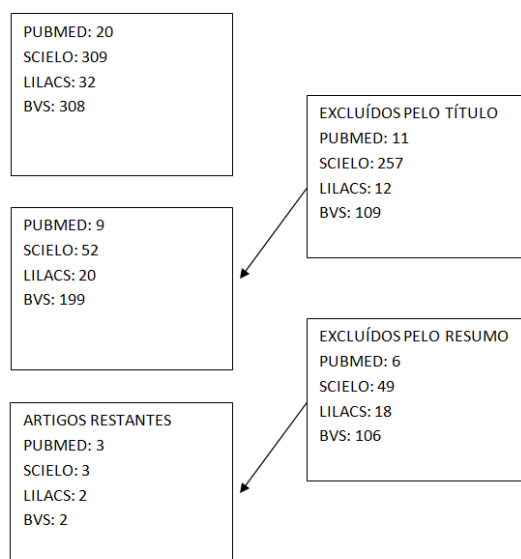 PUBMED: 20
SCIELO: 309
LILACS: 32
BVS: 308
EXCLUÍDOS PELO TÍTULO
PUBMED: 11
SCIELO: 257
LILACS: 12
BVS: 109
PUBMED: 9
SCIELO: 52
LILACS: 20
BVS: 199
EXCLUÍDOS PELO RESUMO
PUBMED: 6
SCIELO: 49
LILACS: 18
BVS: 106
ARTIGOS RESTANTES
PUBMED: 3
SCIELO: 3
LILACS: 2
BVS: 2